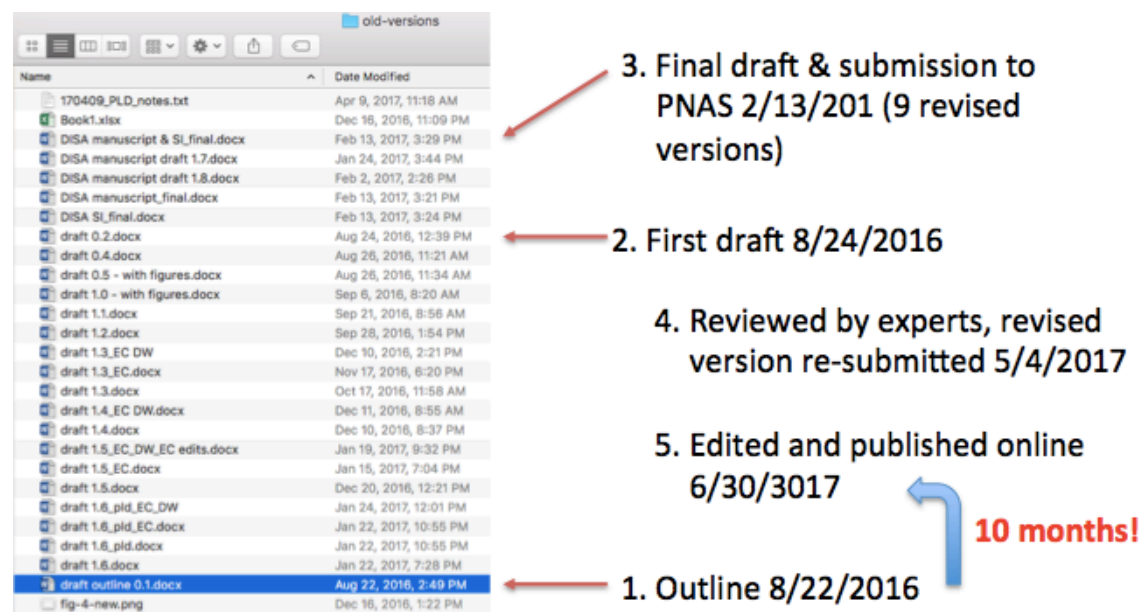 old-versions
Name Date Modified
170409_PLD_notes.txt Apr 9, 2017, 11:18 AM
Book1.xlsx Dec 16, 2016, 11:09 PM
DISA manuscript & SI_final.docx Feb 13, 2017, 3:29 PM
DISA manuscript draft 1.7.docx Jan 24, 2017, 3:44 PM
DISA manuscript draft 1.8.docx Feb 2, 2017, 2:26 PM
DISA manuscript_final.docx Feb 13, 2017, 3:21 PM
DISA SI_final.docx Feb 13, 2017, 3:24 PM
draft 0.2.docx Aug 24, 2016, 12:39 PM
draft 0.4.docx Aug 26, 2016, 11:21 AM
draft 0.5 - with figures.docx Aug 26, 2016, 11:34 AM
draft 1.0 - with figures.docx Sep 6, 2016, 8:20 AM
draft 1.1.docx Sep 21, 2016, 8:56 AM
draft 1.2.docx Sep 28, 2016, 1:54 PM
draft 1.3_EC DW Dec 10, 2016, 2:21 PM
draft 1.3_EC.docx Nov 17, 2016, 6:20 PM
draft 1.3.docx Oct 17, 2016, 11:58 AM
draft 1.4_EC DW.docx Dec 11, 2016, 8:55 AM
draft 1.4.docx Dec 10, 2016, 8:37 PM
draft 1.5_EC_DW_EC edits.docx Jan 19, 2017, 9:32 PM
draft 1.5_EC.docx Jan 15, 2017, 7:04 PM
draft 1.5.docx Dec 20, 2016, 12:21 PM
draft 1.6_pld_EC_DW Jan 24, 2017, 12:01 PM
draft 1.6_pld_EC.docx Jan 22, 2017, 10:55 PM
draft 1.6_pld.docx Jan 22, 2017, 10:55 PM
draft 1.6.docx Jan 22, 2017, 7:28 PM
draft outline 0.1.docx Aug 22, 2016, 2:49 PM
fig-4-new.png Dec 16, 2016, 1:22 PM
3. Final draft & submission to
PNAS 2/13/201 (9 revised
versions)
2. First draft 8/24/2016
4. Reviewed by experts, revised
version re-submitted 5/4/2017
5. Edited and published online
6/30/3017
10 months!
1. Outline 8/22/2016